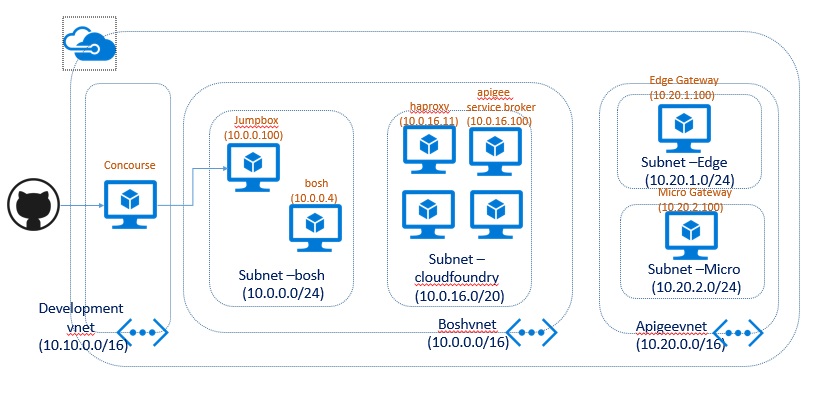 Concourse
Development
vnet
(10.10.0.0/16)
Jumpbox
(10.0.0.100)
bosh
(10.0.0.4)
Subnet –bosh
(10.0.0.0/24)
haproxy
(10.0.16.11)
apigee
service.broker
(10.0.16.100)
Subnet –
cloudfoundry
(10.0.16.0/20)
Boshvnet
(10.0.0.0/16)
Edge Gateway
(10.20.1.100)
Subnet –Edge
(10.20.1.0/24)
Micro Gateway
(10.20.2.100)
Subnet –Micro
(10.20.2.0/24)
Apigeevnet
(10.20.0.0/16)